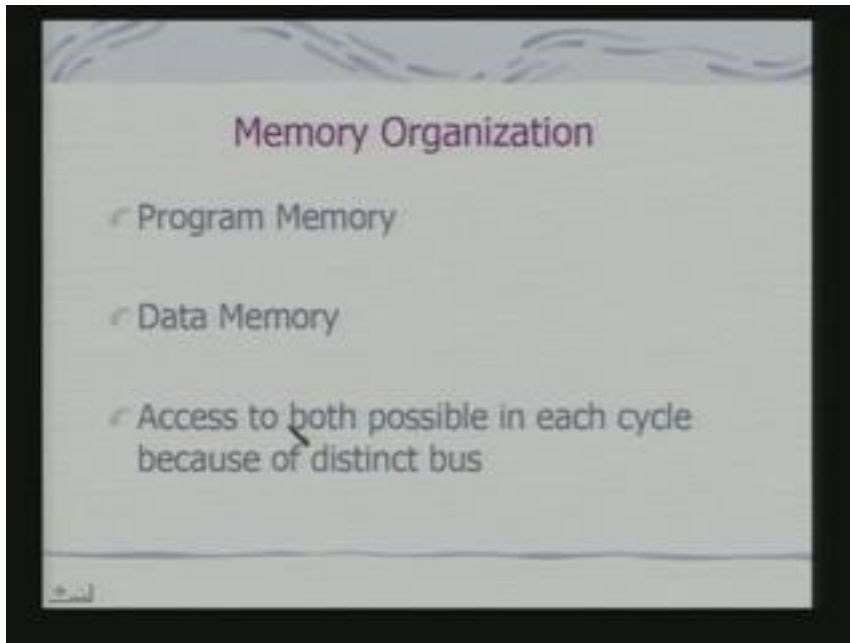 Memory Organization
Program Memory
Data Memory
Access to both possible in each cycle
because of distinct bus